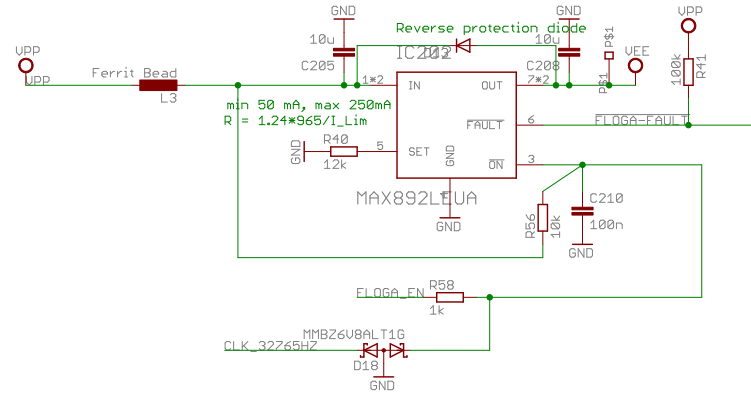 GND
GND
VPP
Reverse protection diode
10u
10u
P$1
VPP
VEE
Ferrit Bead
C205
C208
P$1
100k
R41
VPP
1*2
IN
OUT
7*2
L3
min 50 mA, max 250mA
R = 1.24*965/I_Lim
FAULT
6
FLOGA-FAULT
R40
GND
5
SET
GND
12k
ON
3
4
MAX892LEUA
GND
C210
R56
10k
100n
GND
FLOGA_EN
R58
1k
MMBZ6V8ALT1G
CLK_32765HZ
D18
GND